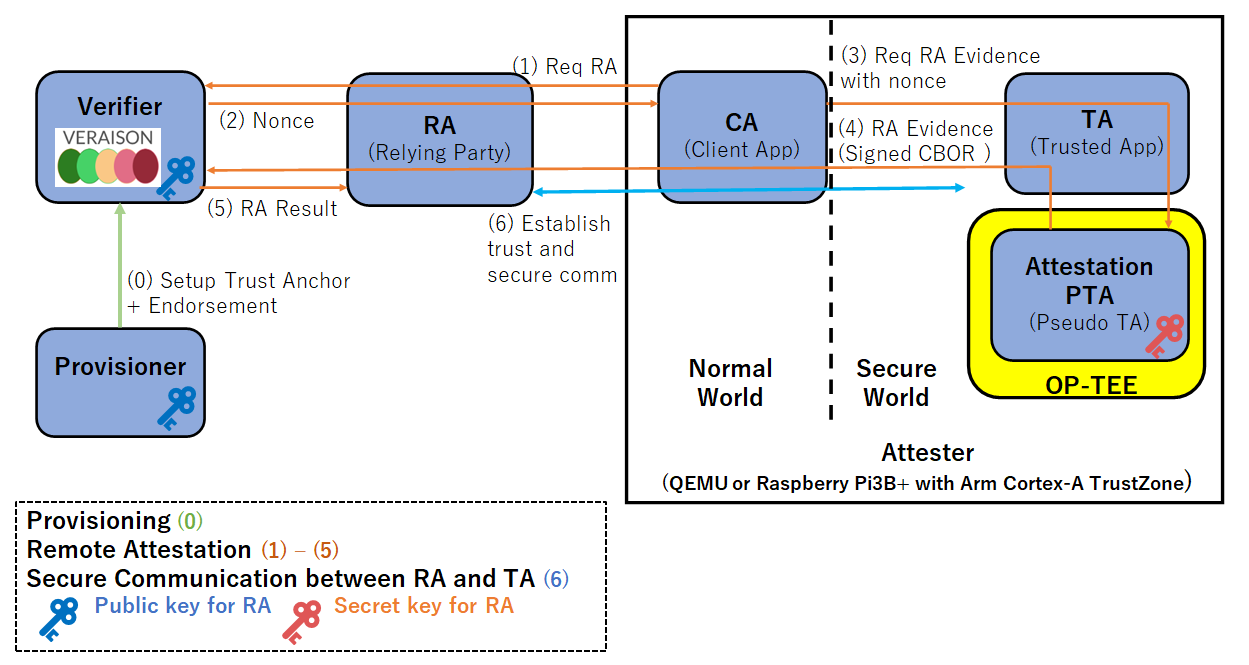 (1) Req RA
(3) Req RA Evidence
with nonce
Verifier
VERAISON
(2) Nonce
RA
(Relying Party)
CA
(Client App)
(4) RA Evidence
(Signed CBOR )
TA
(Trusted App)
(5) RA Result
(6) Establish
trust and
secure comm
(0) Setup Trust Anchor
+ Endorsement
Attestation
PTA
(Pseudo TA)
OP-TEE
Provisioner
Normal
World
Secure
World
Attester
(QEMU or Raspberry Pi3B+ with Arm Cortex-A TrustZone)
Provisioning (0)
Remote Attestation (1) – (5)
Secure Communication between RA and TA (6)
Public key for RA
Secret key for RA